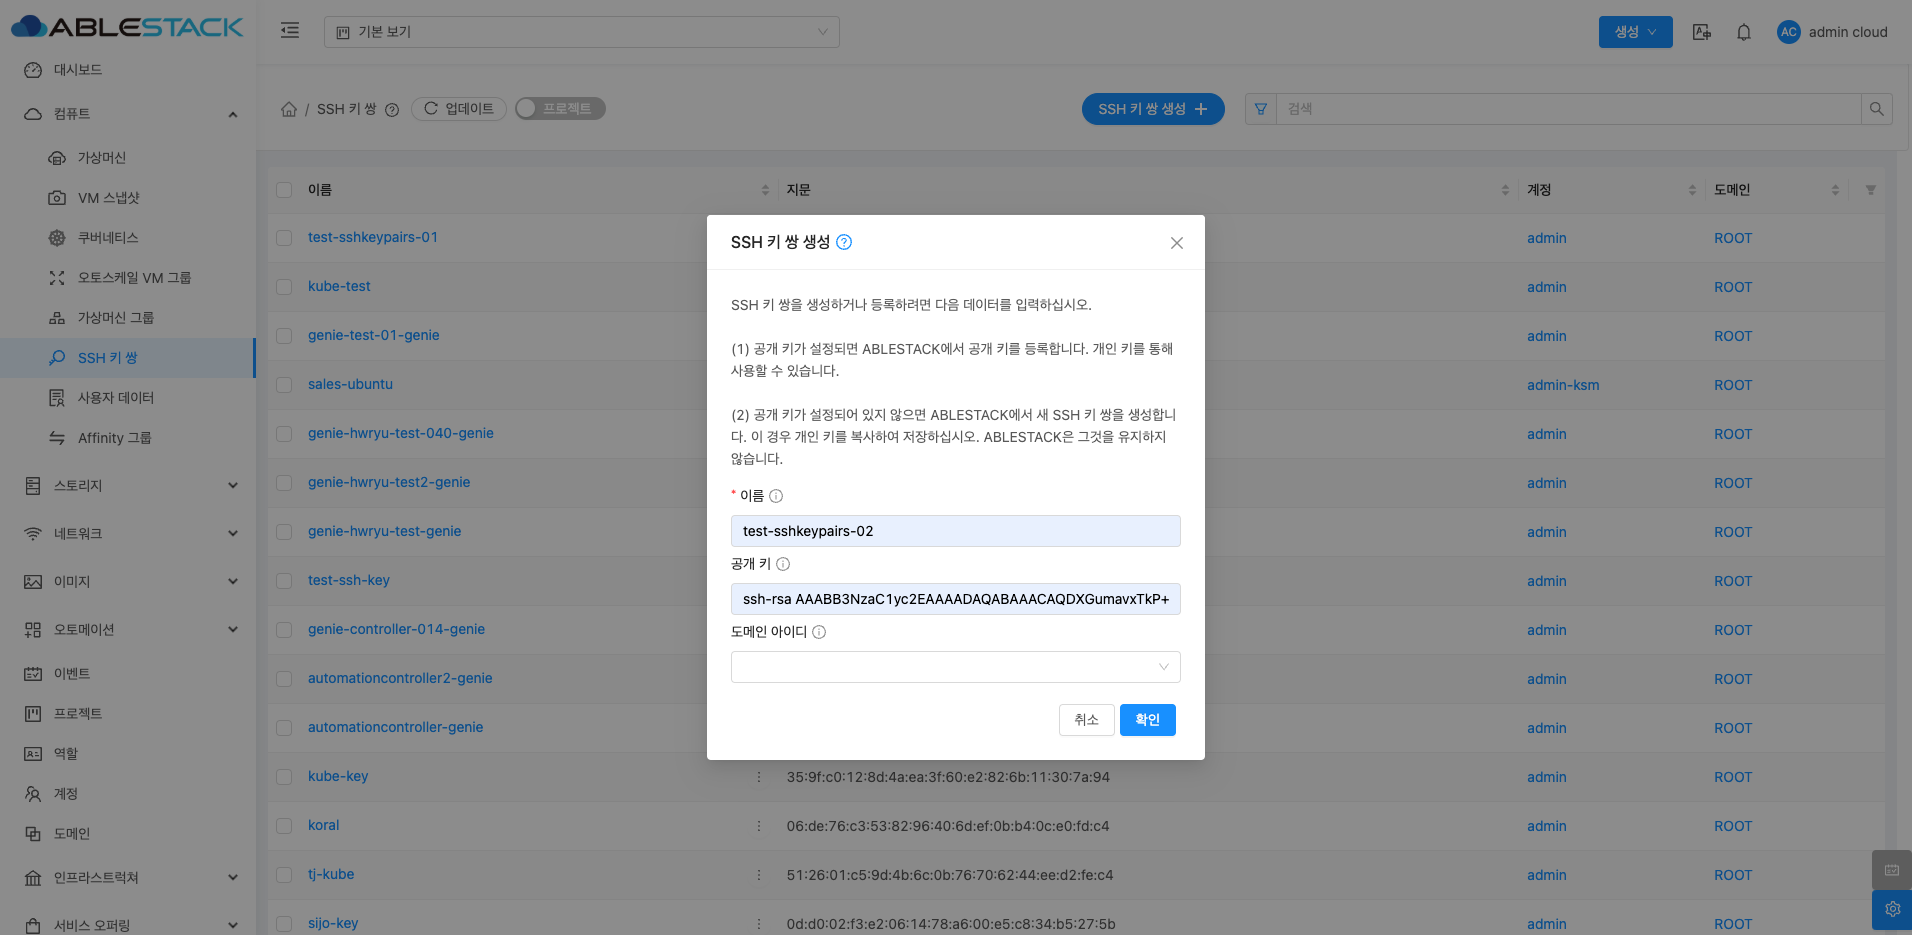 ABLESTACK
기본 보기
생성
AC admin cloud
대시보드
컴퓨트
가상머신
VM 스냅샷
쿠버네티스
오토스케일 VM 그룹
가상머신 그룹
SSH 키 쌍
사용자 데이터
Affinity 그룹
스토리지
네트워크
이미지
오토메이션
이벤트
프로젝트
역할
계정
도메인
인프라스트럭쳐
서비스 오퍼링
/ SSH 키 쌍 업데이트 프로젝트
SSH 키 쌍 생성 +
검색
이름 지문 계정 도메인
test-sshkeypairs-01 admin ROOT
kube-test admin ROOT
genie-test-01-genie admin ROOT
sales-ubuntu admin-ksm ROOT
genie-hwryu-test-040-genie admin ROOT
genie-hwryu-test2-genie admin ROOT
genie-hwryu-test-genie admin ROOT
test-ssh-key admin ROOT
genie-controller-014-genie admin ROOT
automationcontroller2-genie admin ROOT
automationcontroller-genie admin ROOT
kube-key 35:9f:c0:12:8d:4a:ea:3f:60:e2:82:6b:11:30:7a:94 admin ROOT
koral 06:de:76:c3:53:82:96:40:6d:ef:0b:b4:0c:e0:fd:c4 admin ROOT
tj-kube 51:26:01:c5:9d:4b:6c:0b:76:70:62:44:ee:d2:fe:c4 admin ROOT
sijo-key 0d:d0:02:f3:e2:06:14:78:a6:00:e5:c8:34:b5:27:5b admin ROOT
SSH 키 쌍 생성
SSH 키 쌍을 생성하거나 등록하려면 다음 데이터를 입력하십시오.
(1) 공개 키가 설정되면 ABLESTACK에서 공개 키를 등록합니다. 개인 키를 통해
사용할 수 있습니다.
(2) 공개 키가 설정되어 있지 않으면 ABLESTACK에서 새 SSH 키 쌍을 생성합니
다. 이 경우 개인 키를 복사하여 저장하십시오. ABLESTACK은 그것을 유지하지
않습니다.
* 이름
test-sshkeypairs-02
공개 키
ssh-rsa AAABB3NzaC1yc2EAAAADAQABAAACAQDXGumavxTkP+
도메인 아이디
취소
확인